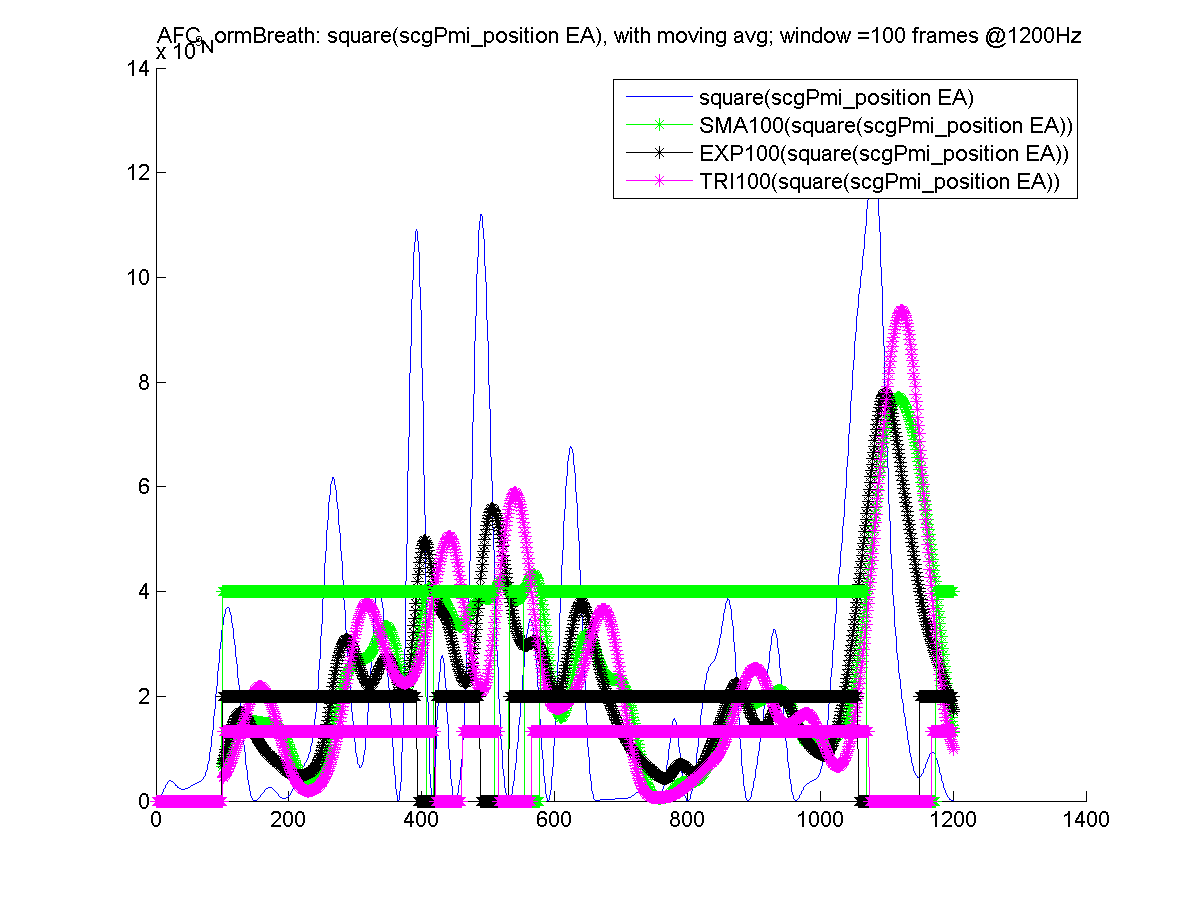 AFC_NormBreath: square(scgPmi_position EA), with moving avg; window =100 frames @1200Hz
x 10
14
12
10
8
6
4
2
0
0 200 400 600 800 1000 1200 1400
square(scgPmi_position EA)
SMA100(square(scgPmi_position EA))
EXP100(square(scgPmi_position EA))
TRI100(square(scgPmi_position EA))